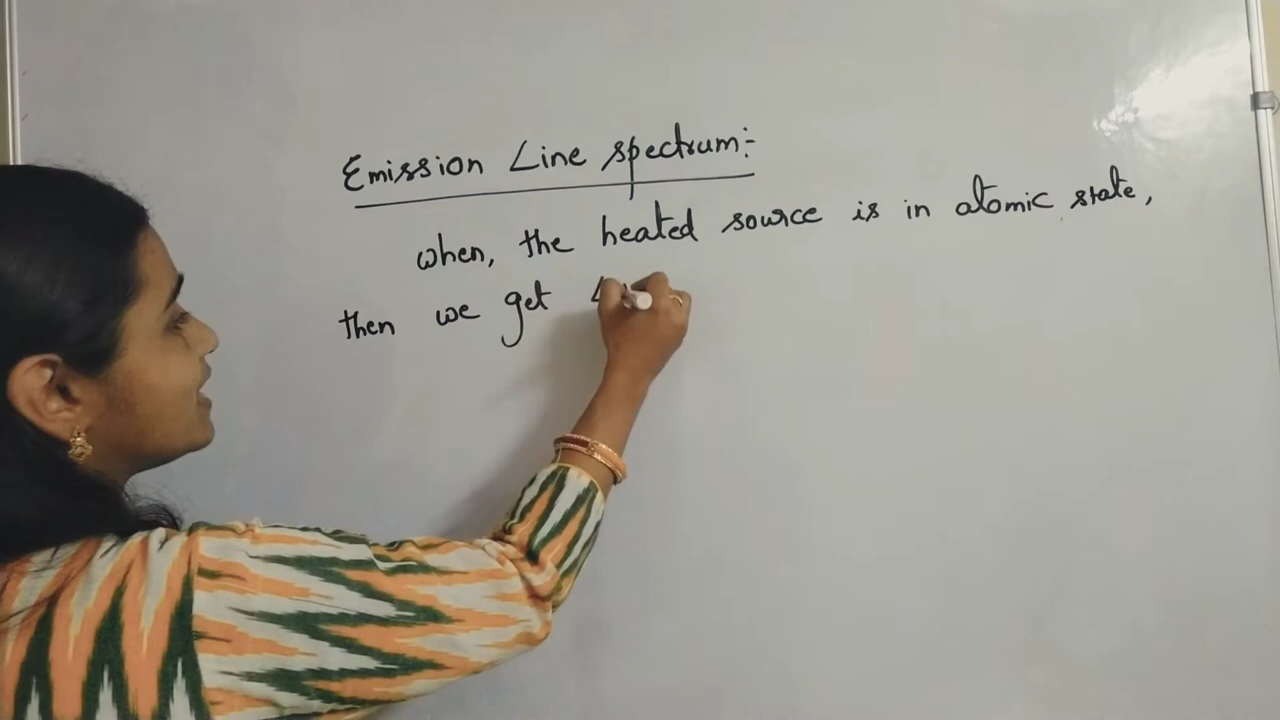 Emission Line spectrum:-
when, the heated source is in atomic state,
then we get